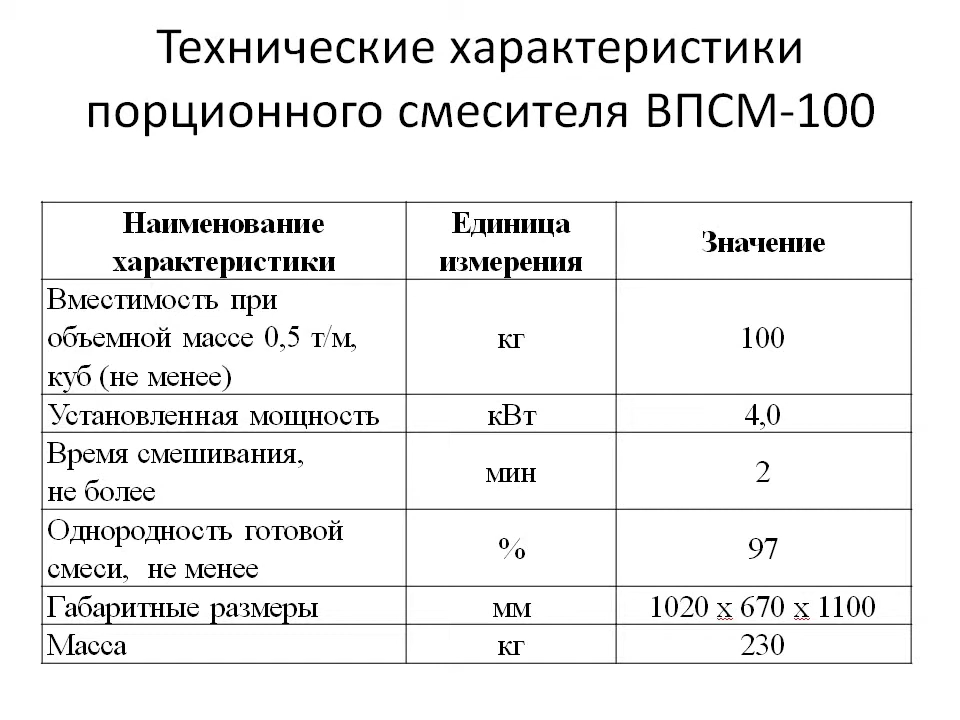 Технические характеристики
порционного смесителя ВПСМ-100
Наименование
характеристики
Единица
измерения
Значение
Вместимость при
объемной массе 0,5 т/м,
куб (не менее)
кг
100
Установленная мощность
кВт
4,0
Время смешивания,
не более
мин
2
Однородность готовой
смеси, не менее
%
97
Габаритные размеры
мм
1020 х 670 х 1100
Масса
кг
230